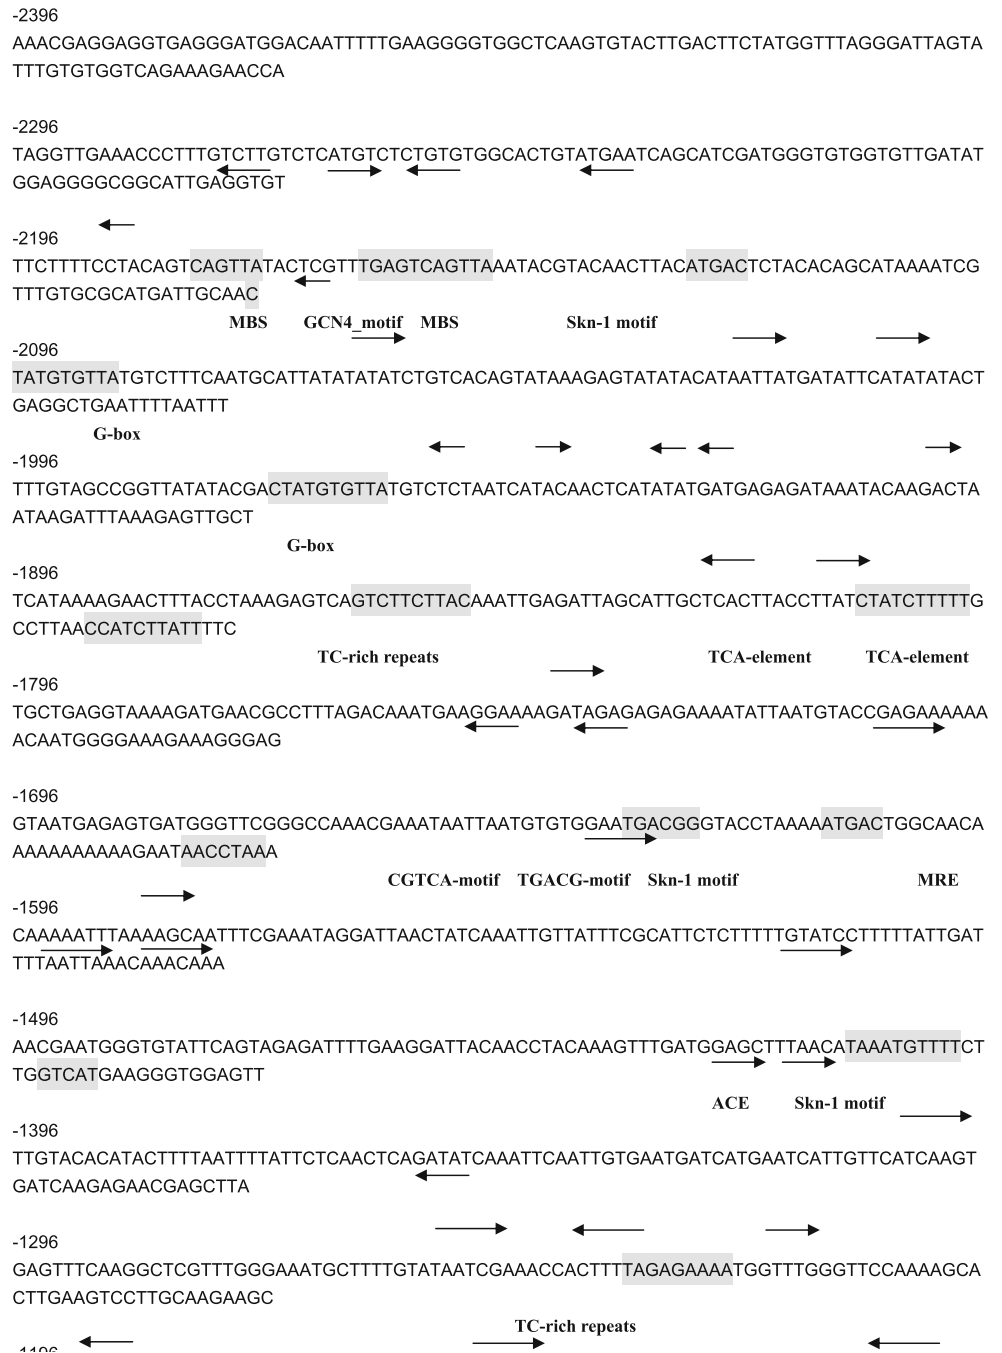 -2396
AAACGAGGAGGTGAGGGATGGACAATTTTTGAAGGGGTGGCTCAAGTGTACTTGACTTCTATGGTTTAGGGATTAGTA
TTTGTGTGGTCAGAAAGAACCA
-2296
TAGGTTGAAACCCTTTGTCTTGTCTCATGTCTCTGTGTGGCACTGTATGAATCAGCATCGATGGGTGTGGTGTTGATAT
GGAGGGGCGGCATTGAGGTGT
-2196
TTCTTTTCCTACAGTCAGTTATACTCGTTTGAGTCAGTTAAATACGTACAACTTACATGACTCTACACAGCATAAAATCG
TTTGTGCGCATGATTGCAAC
MBS GCN4_motif MBS Skn-1 motif
-2096
TATGTGTTATGTCTTTCAATGCATTATATATATCTGTCACAGTATAAAGAGTATATACATAATTATGATATTCATATATACT
GAGGCTGAATTTTAATTT
G-box
-1996
TTTGTAGCCGGTTATATACGACTATGTGTTATGTCTCTAATCATACAACTCATATATGATGAGAGATAAATACAAGACTA
ATAAGATTTAAAGAGTTGCT
G-box
-1896
TCATAAAAGAACTTTACCTAAAGAGTCAGTCTTCTTACAAATTGAGATTAGCATTGCTCACTTACCTTATCTATCTTTTTG
CCTTAACCATCTTATTTTC
TC-rich repeats TCA-element TCA-element
-1796
TGCTGAGGTAAAAGATGAACGCCTTTAGACAAATGAAGGAAAAGATAGAGAGAGAAAATATTAATGTACCGAGAAAAAA
ACAATGGGGAAAGAAAGGGAG
-1696
GTAATGAGAGTGATGGGTTCGGGCCAAACGAAATAATTAATGTGTGGAATGACGGGTACCTAAAAATGACTGGCAACA
AAAAAAAAAAGAATAACCTAAA
CGTCA-motif TGACG-motif Skn-1 motif MRE
-1596
CAAAAATTTAAAAGCAATTTCGAAATAGGATTAACTATCAAATTGTTATTTCGCATTCTCTTTTTGTATCCTTTTTATTGAT
TTTAATTAAACAAACAAA
-1496
AACGAATGGGTGTATTCAGTAGAGATTTTGAAGGATTACAACCTACAAAGTTTGATGGAGCTTTAACATAAATGTTTTCT
TGGTCATGAAGGGTGGAGTT
ACE Skn-1 motif
-1396
TTGTACACATACTTTTAATTTTATTCTCAACTCAGATATCAAATTCAATTGTGAATGATCATGAATCATTGTTCATCAAGT
GATCAAGAGAACGAGCTTA
-1296
GAGTTTCAAGGCTCGTTTGGGAAATGCTTTTGTATAATCGAAACCACTTTTAGAGAAAATGGTTTGGGTTCCAAAAGCA
CTTGAAGTCCTTGCAAGAAGC
TC-rich repeats